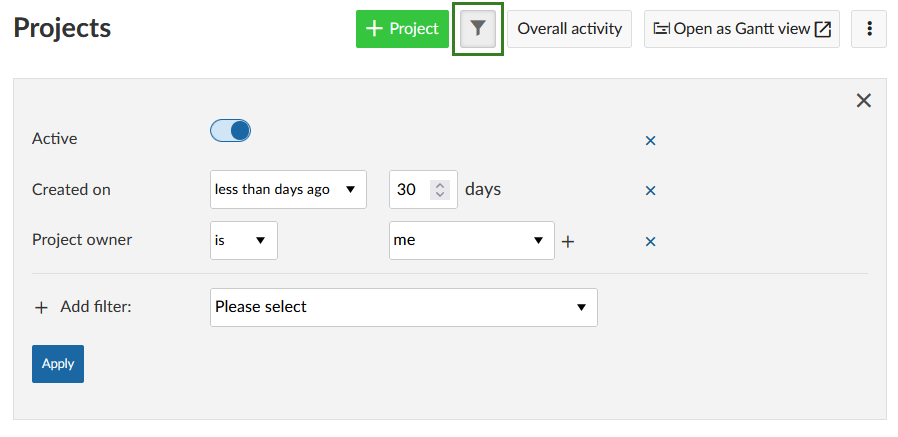 Projects
+ Project
Overall activity
Open as Gantt view
Active
Created on
less than days ago
30
days
Project owner
is
me
+
+ Add filter:
Please select
Apply